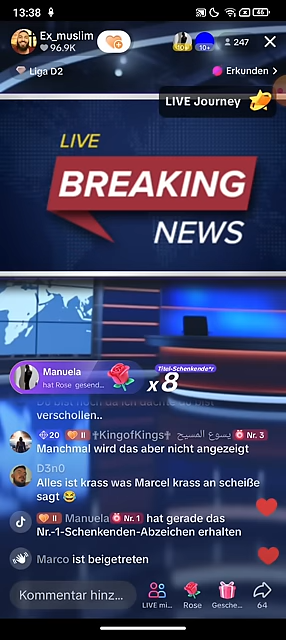 13:38
46
Ex_muslim
96.9K
10+
247
Liga D2
Erkunden >
LIVE Journey
LIVE
BREAKING
NEWS
Manuela
hat Rose gesend...
Titel-Schenkende*r
x8
verschollen..
20 II ✝KingofKings✝ يسوع المسيح Nr. 3
Manchmal wird das aber nicht angezeigt
D3n0
Alles ist krass was Marcel krass an scheiße
sagt 😂
II Manuela Nr. 1 hat gerade das
Nr.-1-Schenkenden-Abzeichen erhalten
Marco ist beigetreten
Kommentar hinz...
LIVE mi...
Rose
Gesche...
64